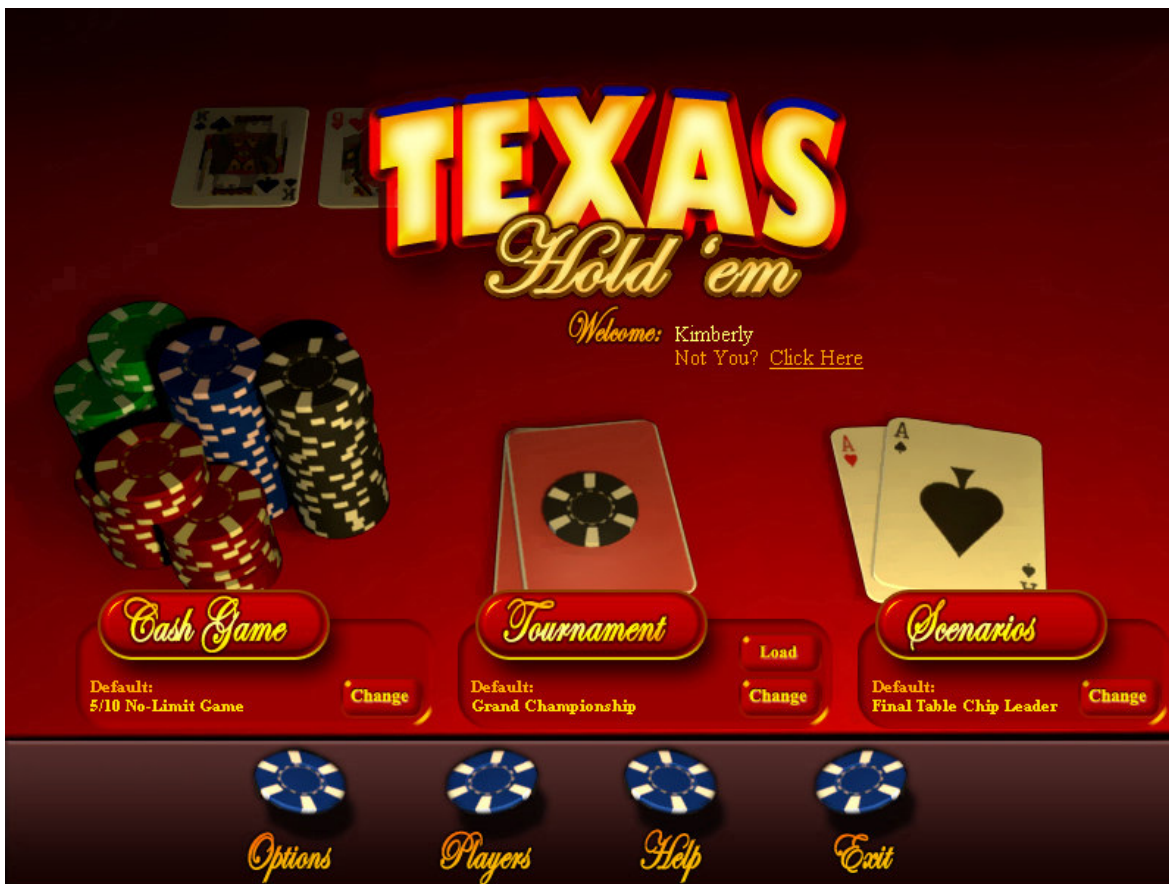 K
K
Q
TEXAS
Hold ‘em
Welcome: Kimberly
Not You? Click Here
A
A
A
Cash Game
Tournament
Scenarios
Load
Default:
5/10 No-Limit Game
Change
Default:
Grand Championship
Change
Default:
Final Table Chip Leader
Change
Options
Players
Help
Exit